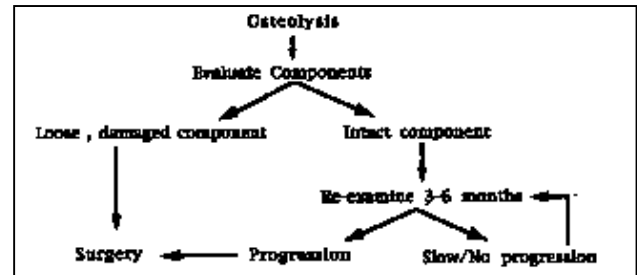 Osteolysis
Evaluate Components
Loose , damaged component Intact component
Re-examine 3-6 months
Surgery Progression Slow/No progression